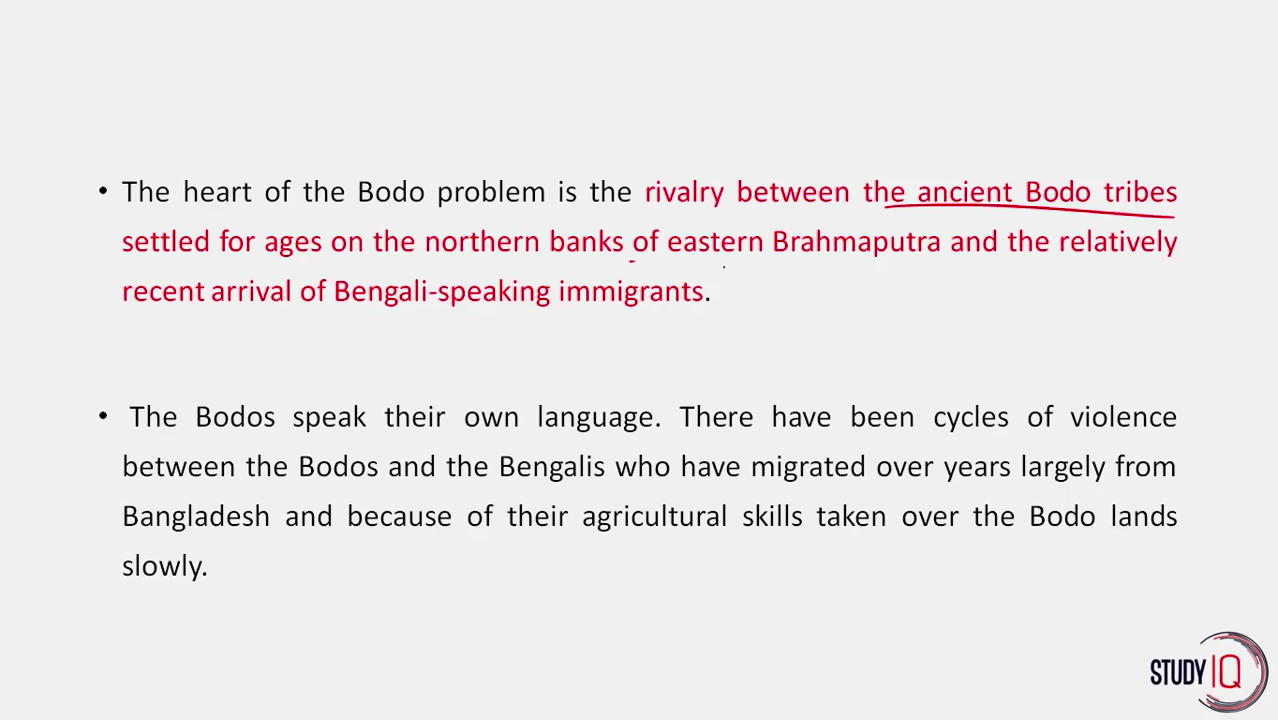 • The heart of the Bodo problem is the rivalry between the ancient Bodo tribes
settled for ages on the northern banks of eastern Brahmaputra and the relatively
recent arrival of Bengali-speaking immigrants.
• The Bodos speak their own language. There have been cycles of violence
between the Bodos and the Bengalis who have migrated over years largely from
Bangladesh and because of their agricultural skills taken over the Bodo lands
slowly.
STUDY IQ